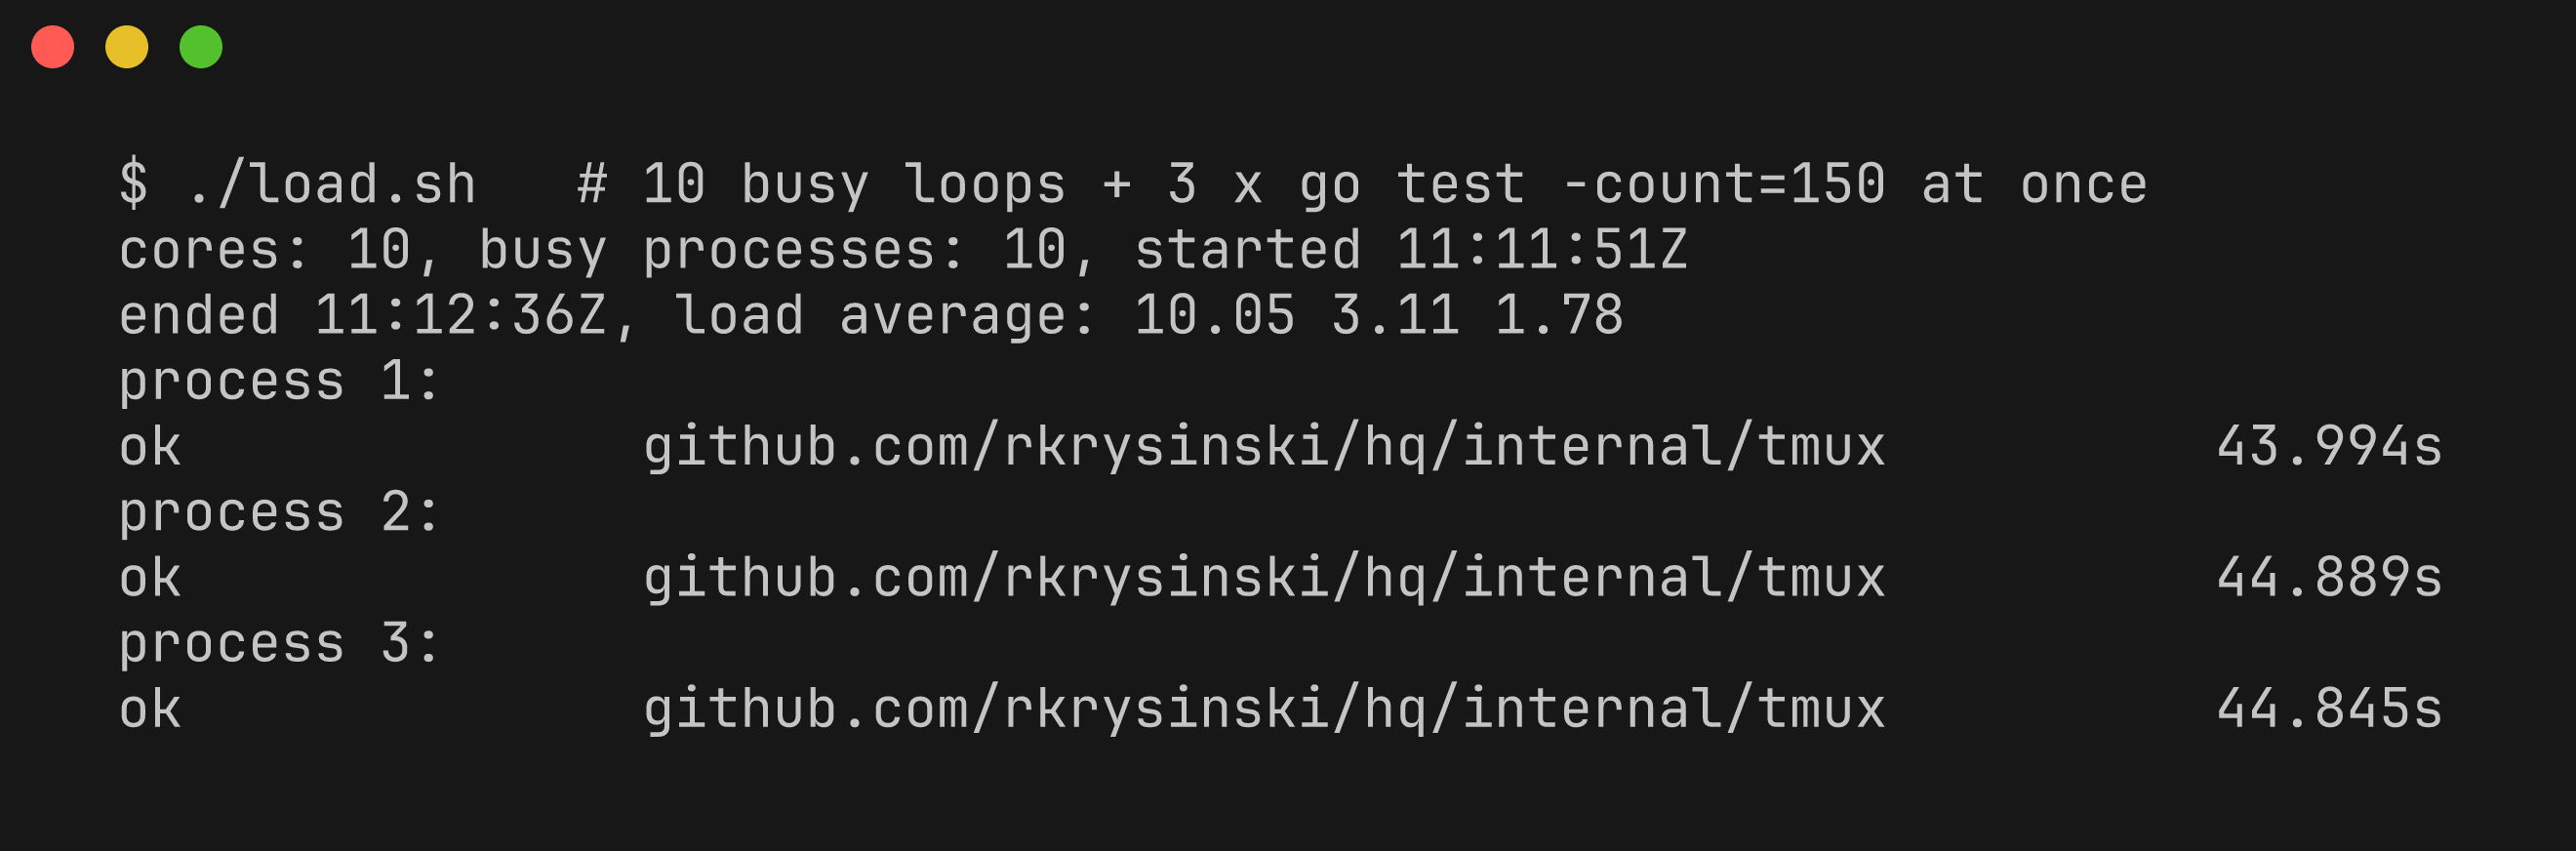 $ ./load.sh   # 10 busy loops + 3 x go test -count=150 at once
cores: 10, busy processes: 10, started 11:11:51Z
ended 11:12:36Z, load average: 10.05 3.11 1.78
process 1:
ok              github.com/rkrysinski/hq/internal/tmux          43.994s
process 2:
ok              github.com/rkrysinski/hq/internal/tmux          44.889s
process 3:
ok              github.com/rkrysinski/hq/internal/tmux          44.845s